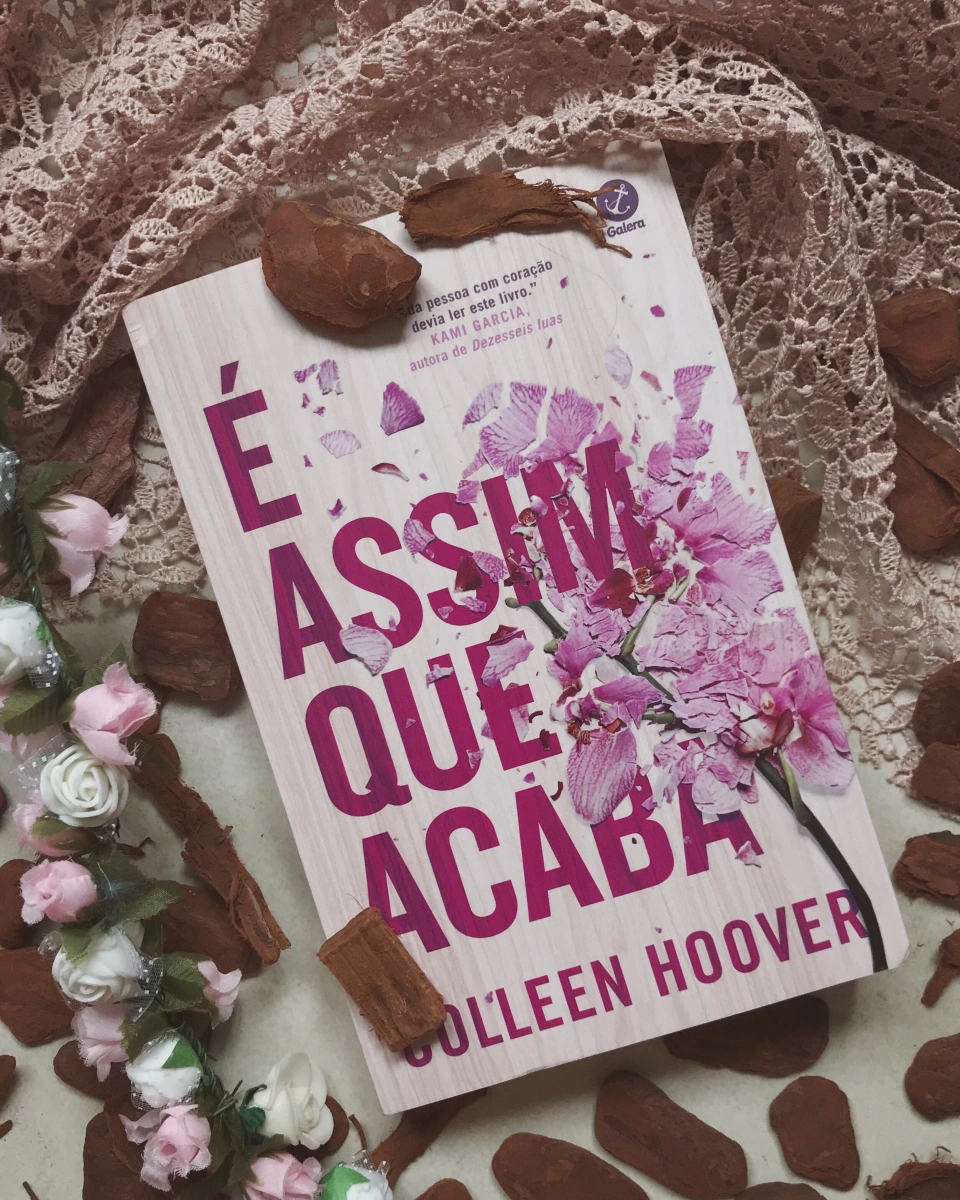 Galera
pessoa com coração
devia ler este livro."
KAMI GARCIA,
autora de Dezesseis luas
É
ASSIM
QUE
ACABA
COLLEEN HOOVER